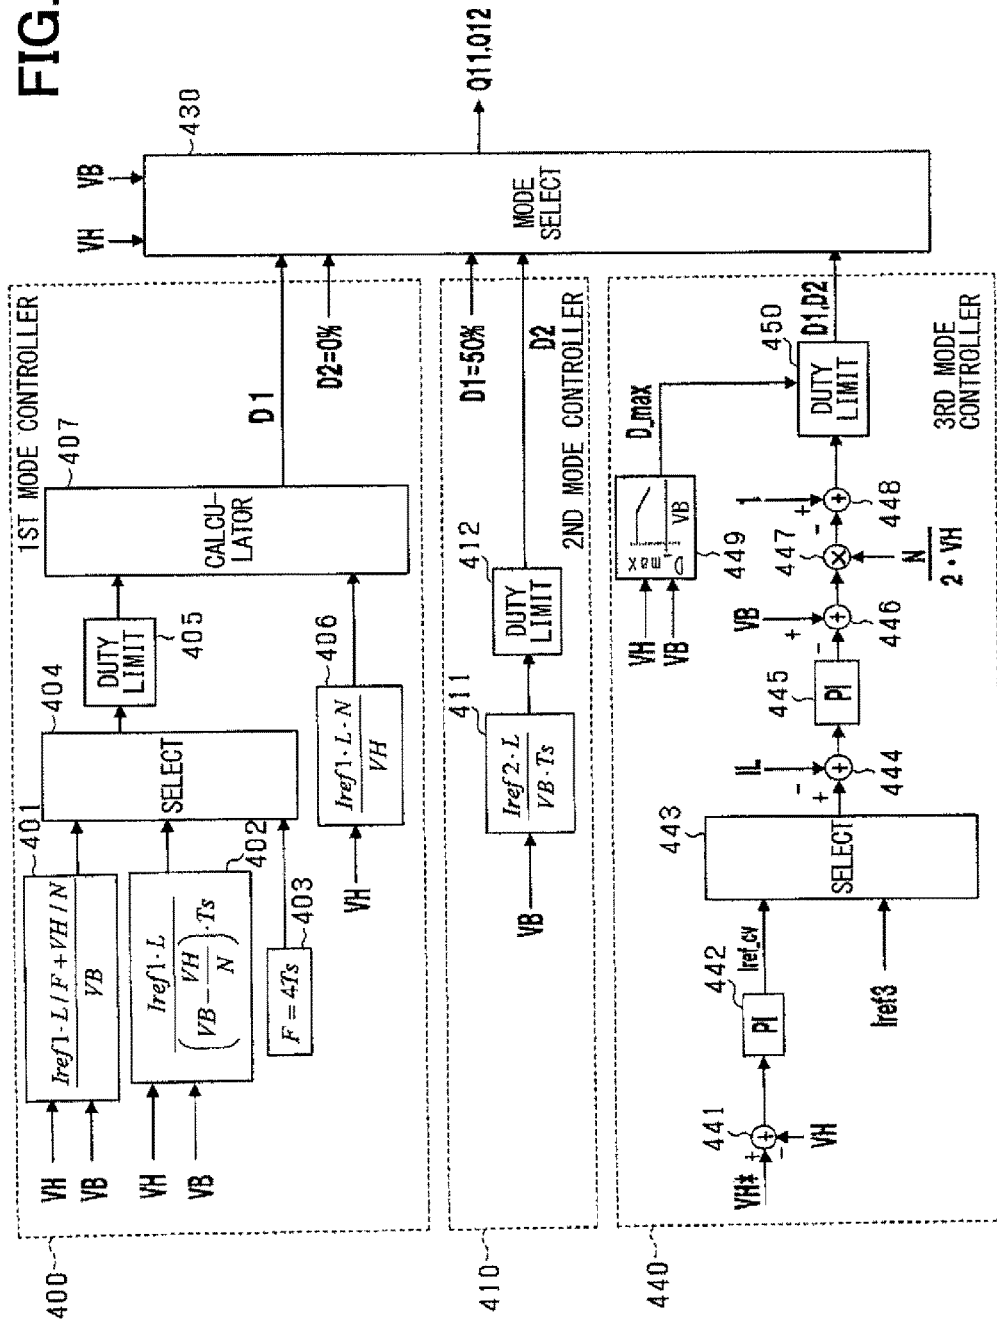 FIG.
400
1ST MODE CONTROLLER
VH
VB
401
Iref1·L/F+VH/N
VB
VH
VB
402
Iref1·L
(VB-VH/N)·Ts
403
F=4Ts
404
SELECT
405
DUTY
LIMIT
VH
406
Iref1·L·N
VH
407
CALCU-
LATOR
D1
D2=0%
410
2ND MODE CONTROLLER
VB
411
Iref2·L
VB·Ts
412
DUTY
LIMIT
D1=50%
D2
440
3RD MODE
CONTROLLER
VH*
+
-
VH
441
442
PI
Iref_cv
Iref3
443
SELECT
IL
-
+
444
445
PI
VB
+
-
446
447
N
2·VH
1
+
-
448
VH
VB
449
D_max
VB
D_max
450
DUTY
LIMIT
D1,D2
VH
VB
430
MODE
SELECT
Q11,Q12